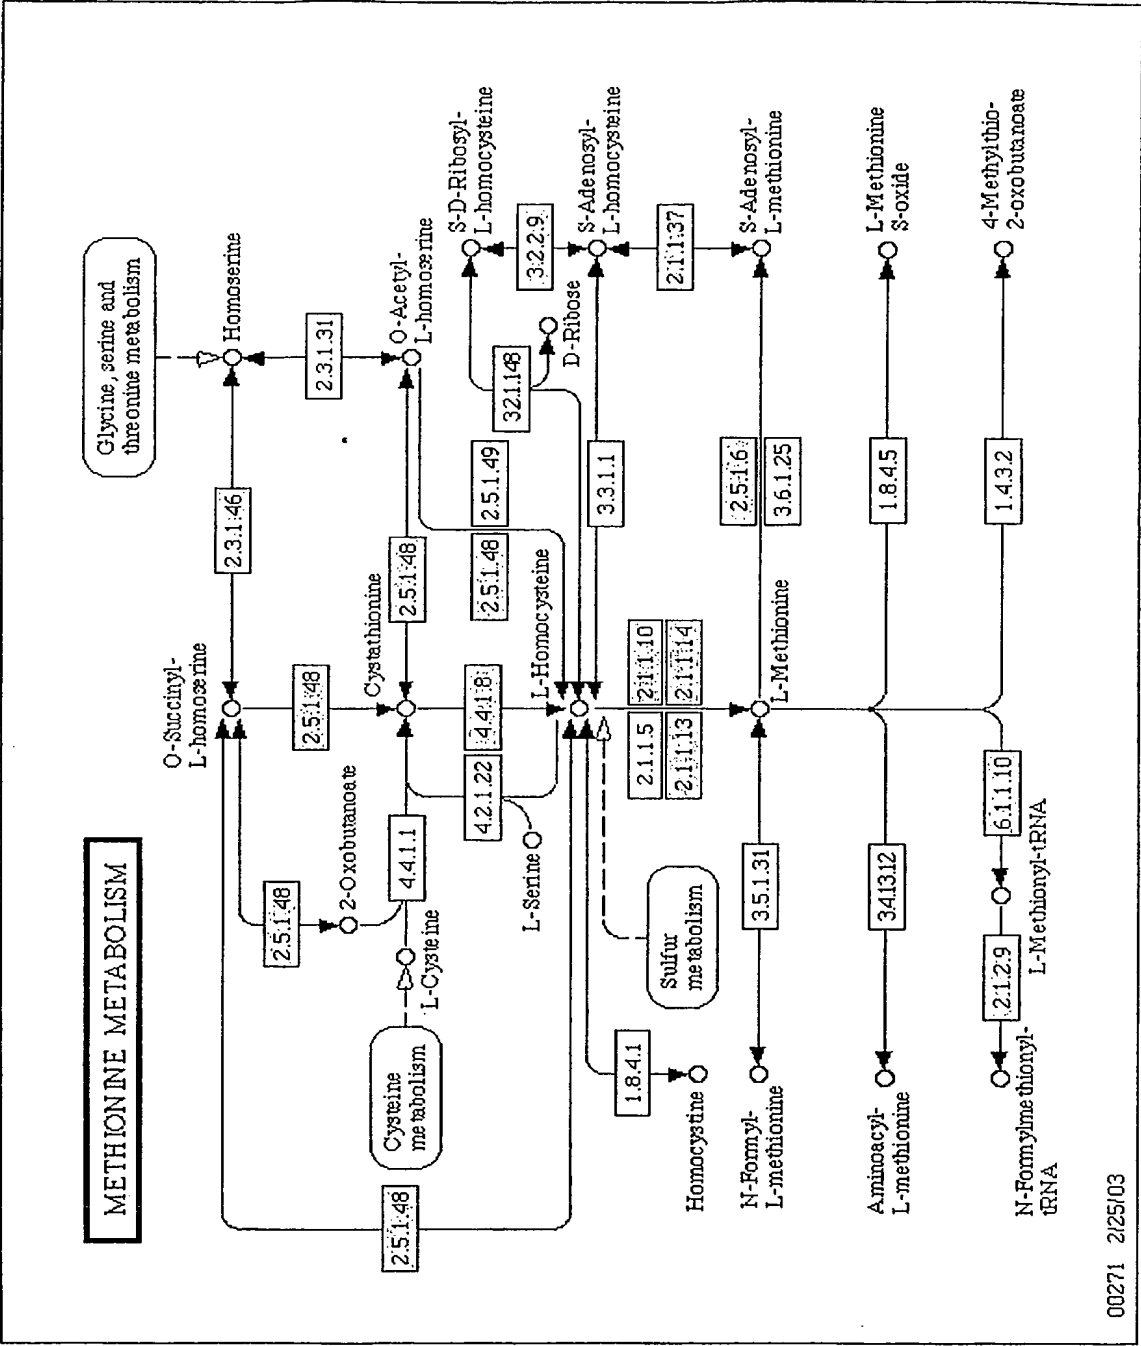 METHIONINE METABOLISM
Glycine, serine and
threonine metabolism
O-Succinyl-
L-homoserine
2.3.1.46
Homoserine
2.5.1.48
2.5.1.48
2.3.1.31
2.5.1.48
2-Oxobutanoate
Cysteine
metabolism
L-Cysteine
4.4.1.1
Cystathionine
2.5.1.48
O-Acetyl-
L-homoserine
4.2.1.22
4.4.1.8
2.5.1.48
2.5.1.49
L-Serine
L-Homocysteine
3.2.1.148
D-Ribose
S-D-Ribosyl-
L-homocysteine
3.2.2.9
3.3.1.1
S-Adenosyl-
L-homocysteine
1.8.4.1
Homocystine
Sulfur
metabolism
2.1.1.5
2.1.1.10
2.1.1.13
2.1.1.14
2.1.1.37
N-Formyl-
L-methionine
3.5.1.31
L-Methionine
2.5.1.6
3.6.1.25
S-Adenosyl-
L-methionine
Aminoacyl-
L-methionine
3.4.13.12
1.8.4.5
L-Methionine
S-oxide
N-Formylmethionyl-
tRNA
2.1.2.9
L-Methionyl-tRNA
6.1.1.10
1.4.3.2
4-Methylthio-
2-oxobutanoate
00271 2/25/03